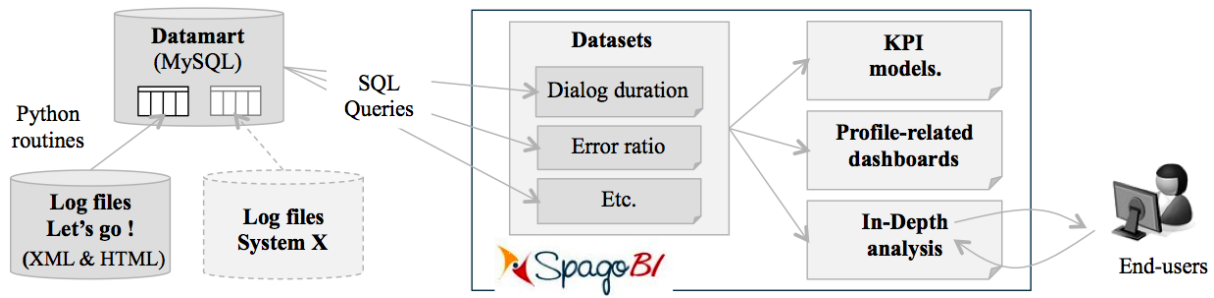 Datamart
(MySQL)
Python
routines
Log files
Let's go !
(XML & HTML)
Log files
System X
SQL
Queries
Datasets
Dialog duration
Error ratio
Etc.
KPI
models.
Profile-related
dashboards
In-Depth
analysis
SpagoBI
End-users